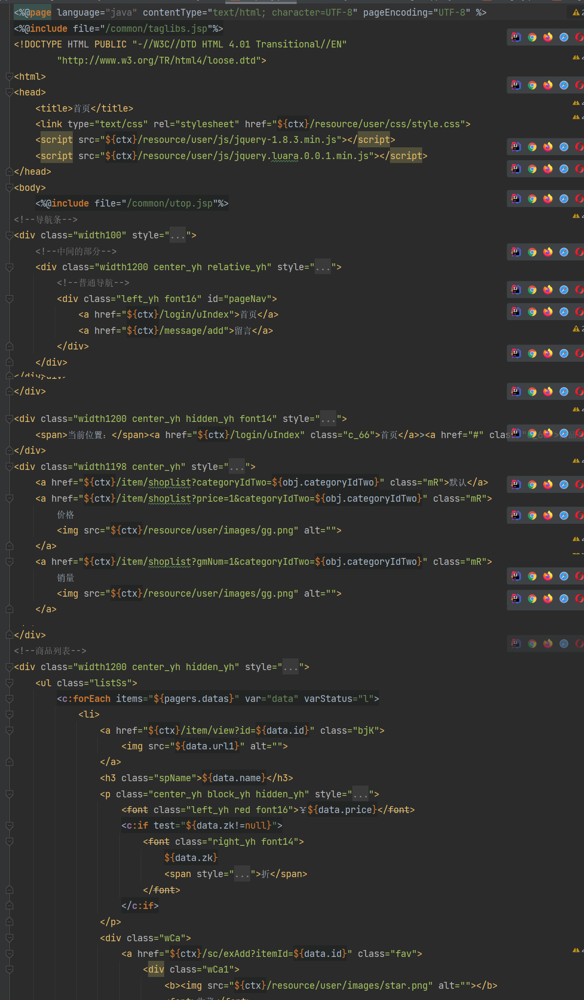 <%@page language="java" contentType="text/html; character=UTF-8" pageEncoding="UTF-8" %>
<%@include file="/common/taglibs.jsp"%>
<!DOCTYPE HTML PUBLIC "-//W3C//DTD HTML 4.01 Transitional//EN"
        "http://www.w3.org/TR/html4/loose.dtd">
<html>
<head>
    <title>首页</title>
    <link type="text/css" rel="stylesheet" href="${ctx}/resource/user/css/style.css">
    <script src="${ctx}/resource/user/js/jquery-1.8.3.min.js"></script>
    <script src="${ctx}/resource/user/js/jquery.luara.0.0.1.min.js"></script>
</head>
<body>
    <%@include file="/common/utop.jsp"%>
<!--导航条-->
<div class="width100" style="...">
    <!--中间的部分-->
    <div class="width1200 center_yh relative_yh" style="...">
        <!--普通导航-->
        <div class="left_yh font16" id="pageNav">
            <a href="${ctx}/login/uIndex">首页</a>
            <a href="${ctx}/message/add">留言</a>
        </div>
    </div>
</div>
<div class="width1200 center_yh hidden_yh font14" style="...">
    <span>当前位置：</span><a href="${ctx}/login/uIndex" class="c_66">首页</a>><a href="#" clas
</div>
<div class="width1198 center_yh" style="...">
    <a href="${ctx}/item/shoplist?categoryIdTwo=${obj.categoryIdTwo}" class="mR">默认</a>
    <a href="${ctx}/item/shoplist?price=1&categoryIdTwo=${obj.categoryIdTwo}" class="mR">
        价格
        <img src="${ctx}/resource/user/images/gg.png" alt="">
    </a>
    <a href="${ctx}/item/shoplist?gmNum=1&categoryIdTwo=${obj.categoryIdTwo}" class="mR">
        销量
        <img src="${ctx}/resource/user/images/gg.png" alt="">
    </a>
</div>
<!--商品列表-->
<div class="width1200 center_yh hidden_yh" style="...">
    <ul class="listSs">
        <c:forEach items="${pagers.datas}" var="data" varStatus="l">
            <li>
                <a href="${ctx}/item/view?id=${data.id}" class="bjK">
                    <img src="${data.url1}" alt="">
                </a>
                <h3 class="spName">${data.name}</h3>
                <p class="center_yh block_yh hidden_yh" style="...">
                    <font class="left_yh red font16">￥${data.price}</font>
                    <c:if test="${data.zk!=null}">
                        <font class="right_yh font14">
                            ${data.zk}
                            <span style="...">折</span>
                        </font>
                    </c:if>
                </p>
                <div class="wCa">
                    <a href="${ctx}/sc/exAdd?itemId=${data.id}" class="fav">
                        <div class="wCa1">
                            <b><img src="${ctx}/resource/user/images/star.png" alt=""></b>